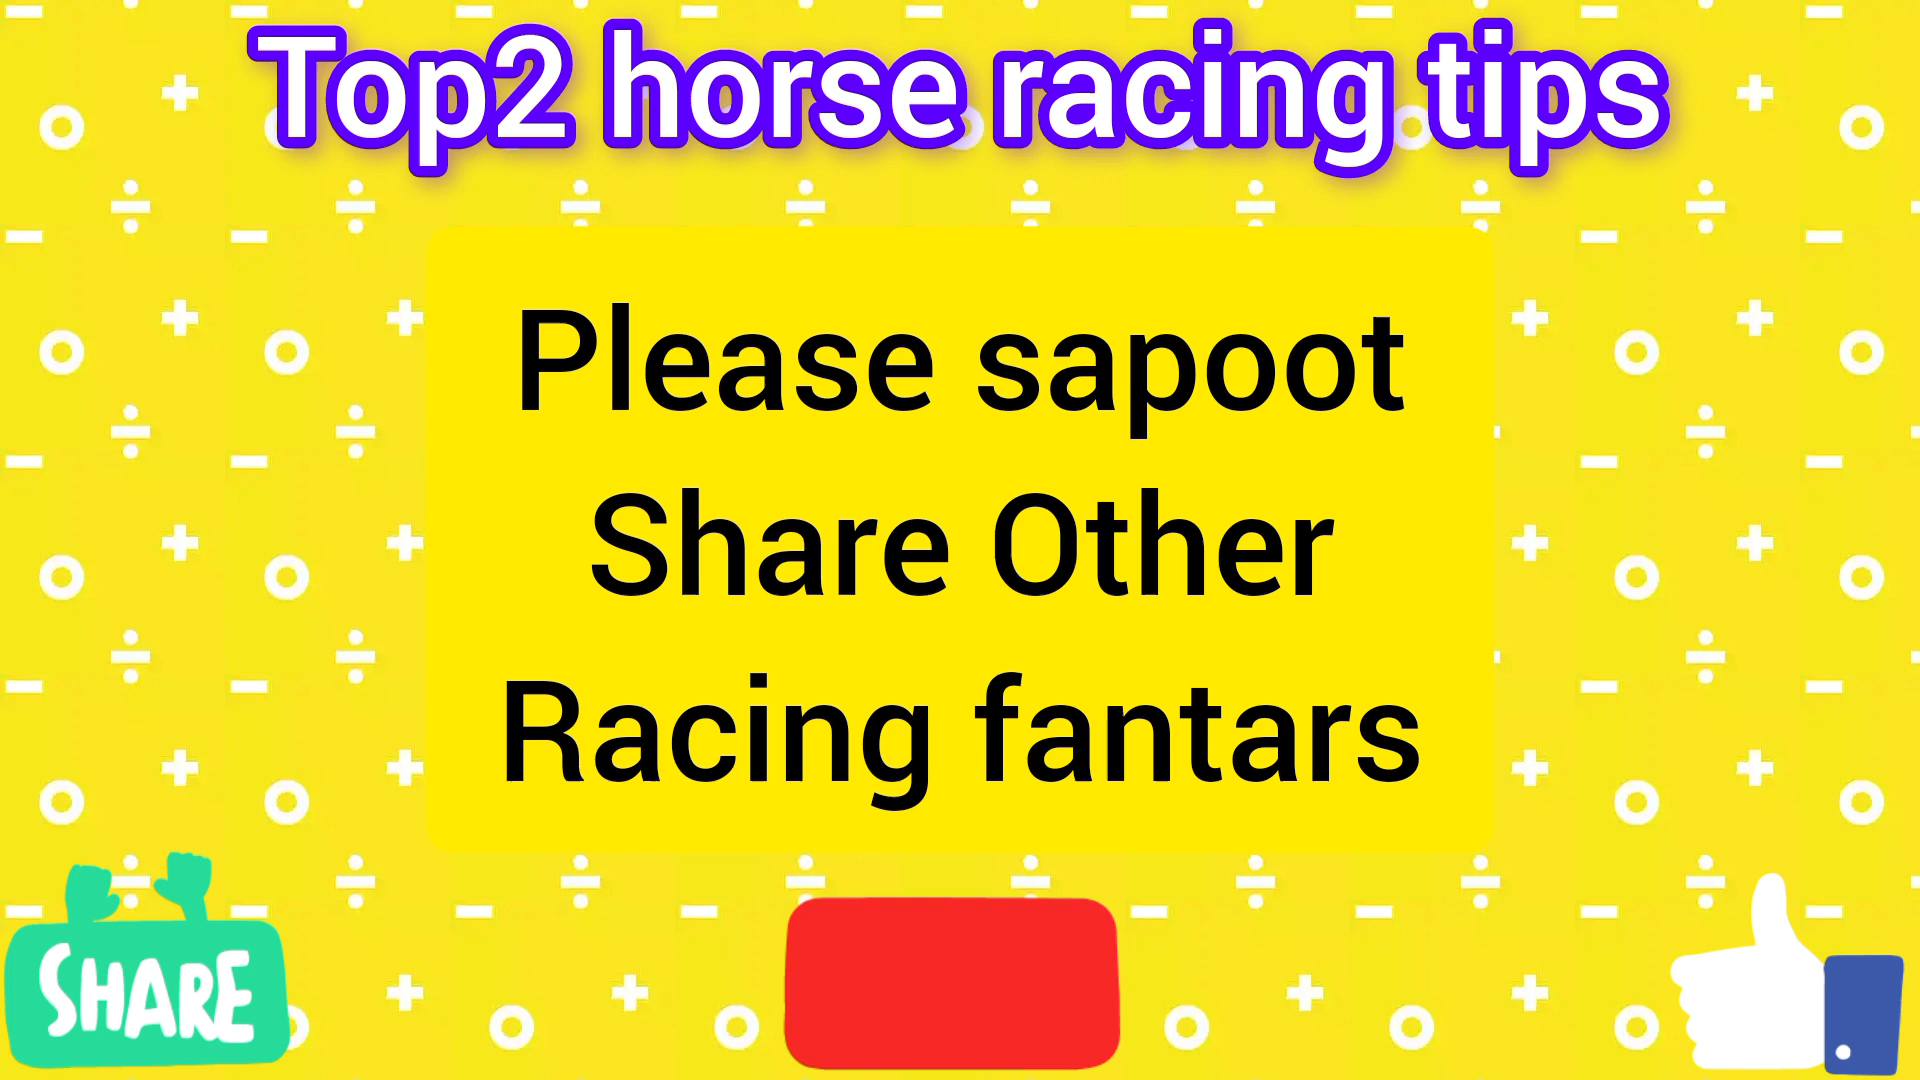 Top2 horse racing tips
Please sapoot
Share Other
Racing fantars
SHARE